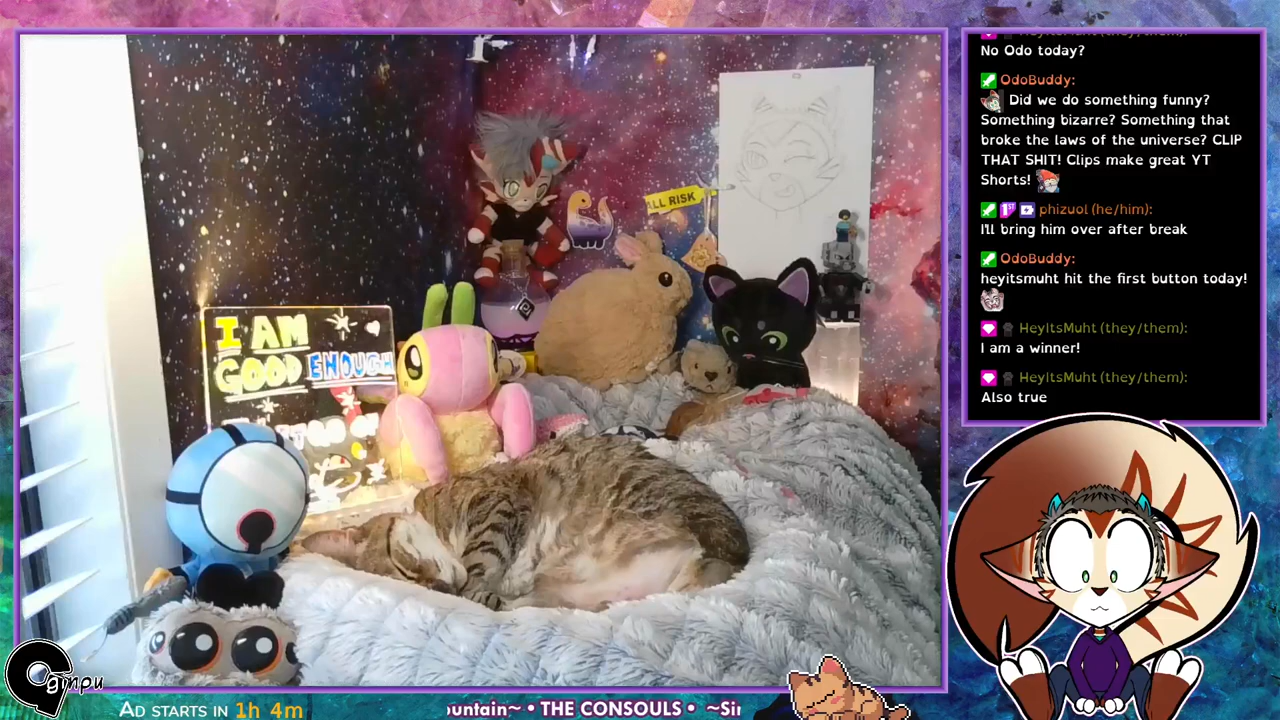 No Odo today?
OdoBuddy:
Did we do something funny?
Something bizarre? Something that
broke the laws of the universe? CLIP
THAT SHIT! Clips make great YT
Shorts!
phizuol (he/him):
I'll bring him over after break
OdoBuddy:
heyitsmuht hit the first button today!
HeyItsMuht (they/them):
I am a winner!
HeyItsMuht (they/them):
Also true
ALL RISK
I AM
GOOD ENOUGH
ginpu
AD STARTS IN 1h 4m
untain~ • THE CONSOULS • ~Sir